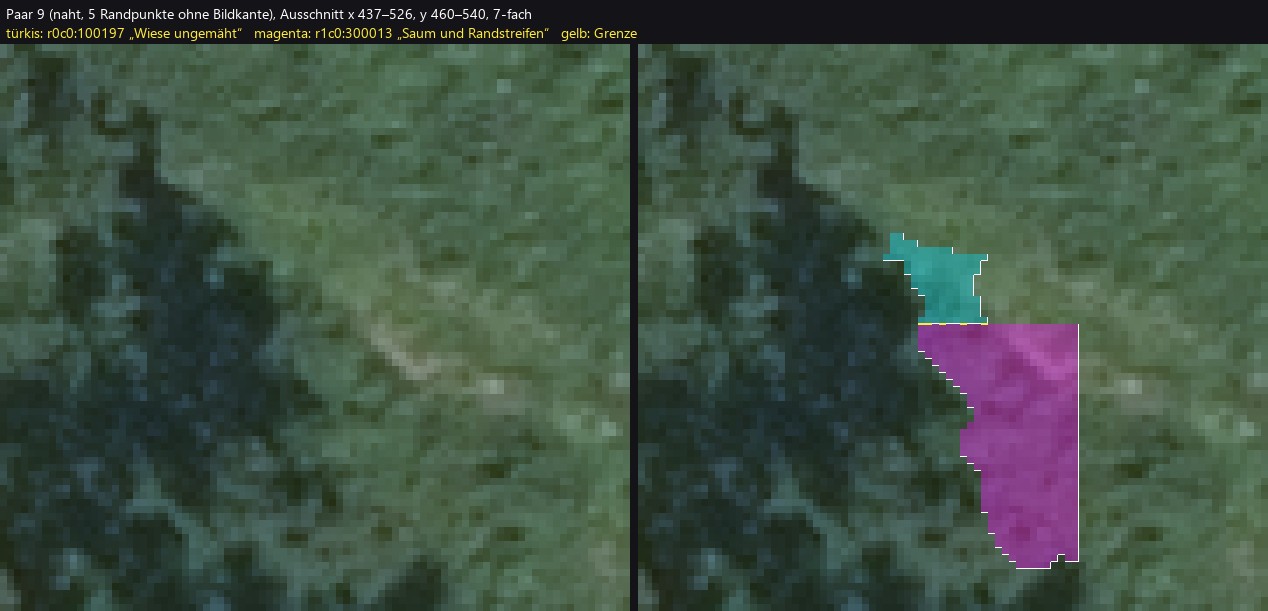 Paar 9 (naht, 5 Randpunkte ohne Bildkante), Ausschnitt x 437–526, y 460–540, 7-fach
türkis: r0c0:100197 „Wiese ungemäht“ magenta: r1c0:300013 „Saum und Randstreifen“ gelb: Grenze